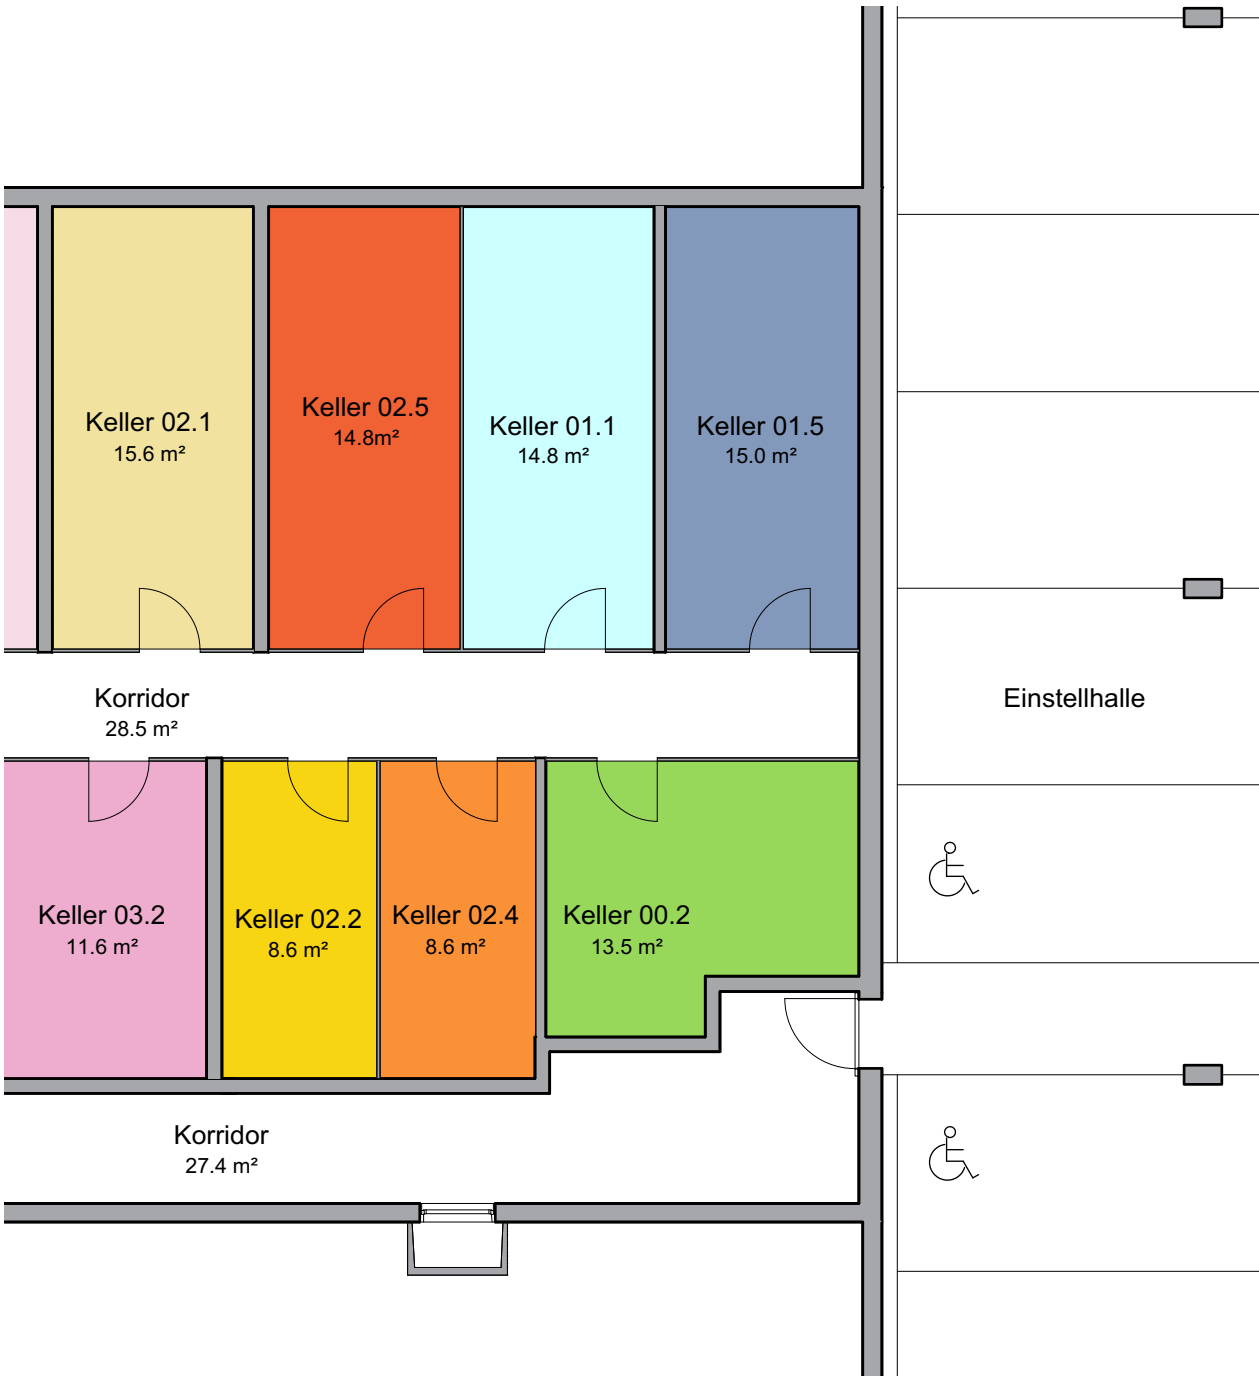 Keller 02.1
15.6 m²
Keller 02.5
14.8m²
Keller 01.1
14.8 m²
Keller 01.5
15.0 m²
Korridor
28.5 m²
Einstellhalle
Keller 03.2
11.6 m²
Keller 02.2
8.6 m²
Keller 02.4
8.6 m²
Keller 00.2
13.5 m²
Korridor
27.4 m²